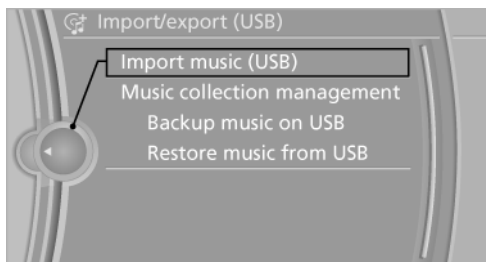 Import/export (USB)
Import music (USB)
Music collection management
Backup music on USB
Restore music from USB